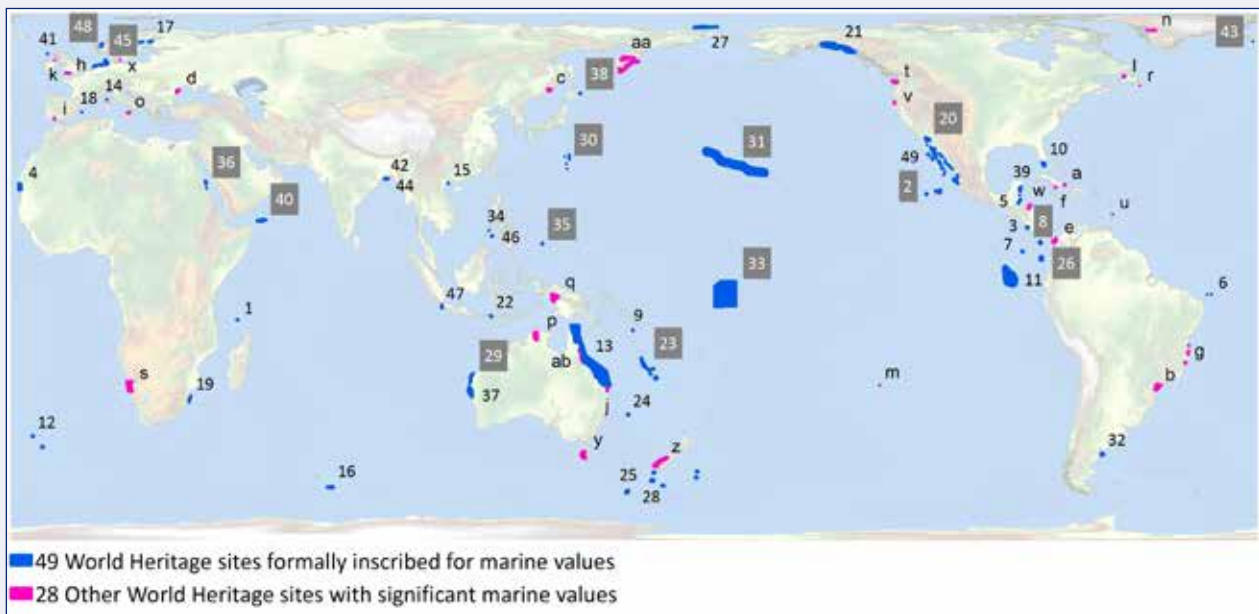 48 17 n
41 45 27 21 43
aa
k h x d c t l r
38
14 v
i 18 o 20
30 31
36 49 10
4 42 15 39 a
44 2 w
40 5 f u
34 35 3 8 e
46 7
33 26
47 q 11 6
1 22
p 9
29 13 23
ab g
s m b
19 37 j 24
12 y z 32
16 25 28
49 World Heritage sites formally inscribed for marine values
28 Other World Heritage sites with significant marine values